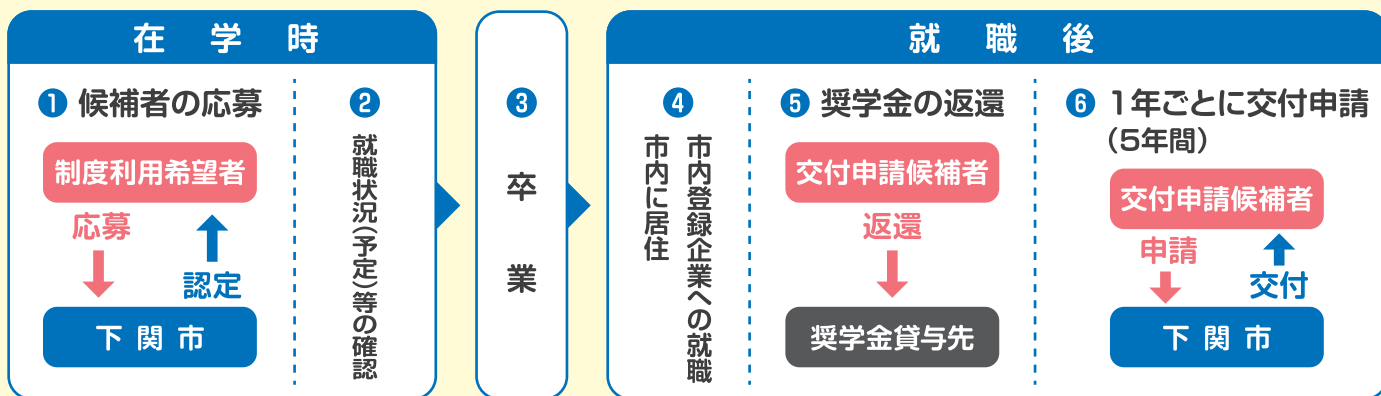 在学時
❶ 候補者の応募
制度利用希望者
応募
認定
下関市
❷
就職状況(予定)等の確認
❸
卒業
就職後
❹
市内登録企業への就職
市内に居住
❺ 奨学金の返還
交付申請候補者
返還
奨学金貸与先
❻ 1年ごとに交付申請
(5年間)
交付申請候補者
申請
交付
下関市